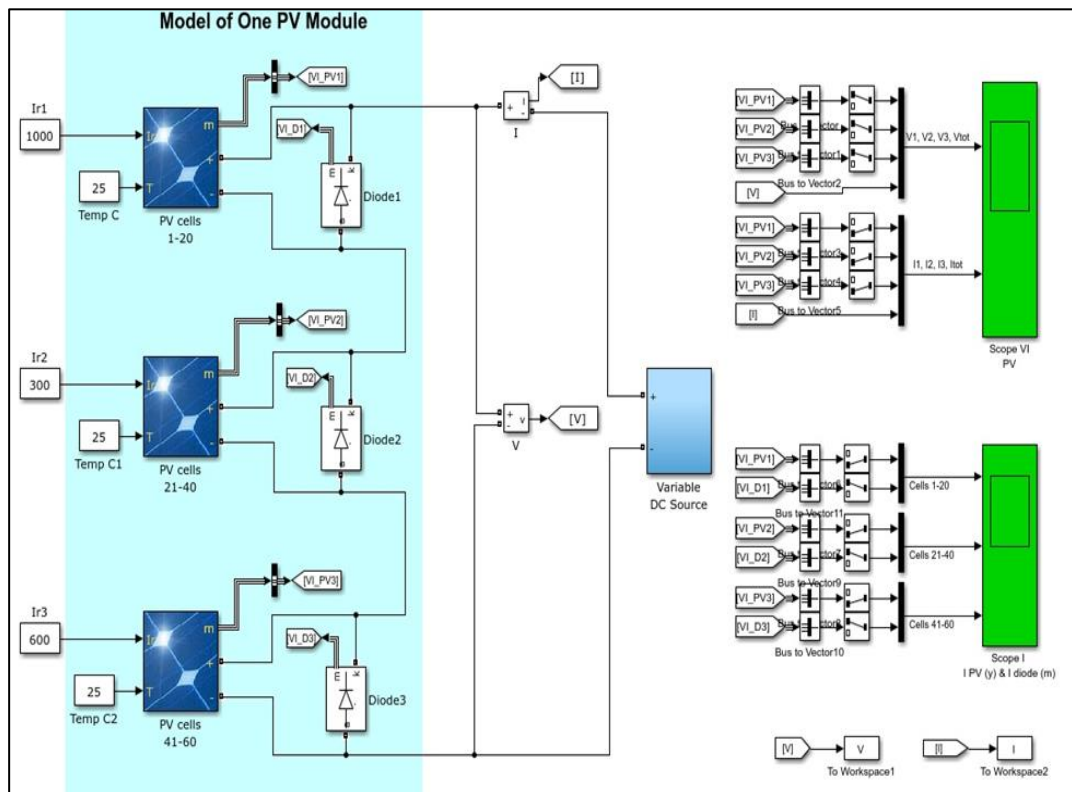 Model of One PV Module
Ir1
1000
25
Temp C
Ir
T
m
+
-
PV cells
1-20
[VI_PV1]
[VI_D1]
m
k
a
Diode1
Ir2
300
25
Temp C1
Ir
T
m
+
-
PV cells
21-40
[VI_PV2]
[VI_D2]
m
k
a
Diode2
Ir3
600
25
Temp C2
Ir
T
m
+
-
PV cells
41-60
[VI_PV3]
[VI_D3]
m
k
a
Diode3
[I]
+
i
-
I
+
-
v
V
[V]
+
-
Variable
DC Source
[VI_PV1]
[VI_PV2]
[VI_PV3]
[V]
Bus to Vector2
V1, V2, V3, Vtot
[VI_PV1]
[VI_PV2]
[VI_PV3]
[I]
Bus to Vector5
I1, I2, I3, Itot
Scope VI
PV
[VI_PV1]
[VI_D1]
Bus to Vector11
Cells 1-20
[VI_PV2]
[VI_D2]
Bus to Vector9
Cells 21-40
[VI_PV3]
[VI_D3]
Bus to Vector10
Cells 41-60
Scope I
I PV (y) & I diode (m)
[V]
V
To Workspace1
[I]
I
To Workspace2